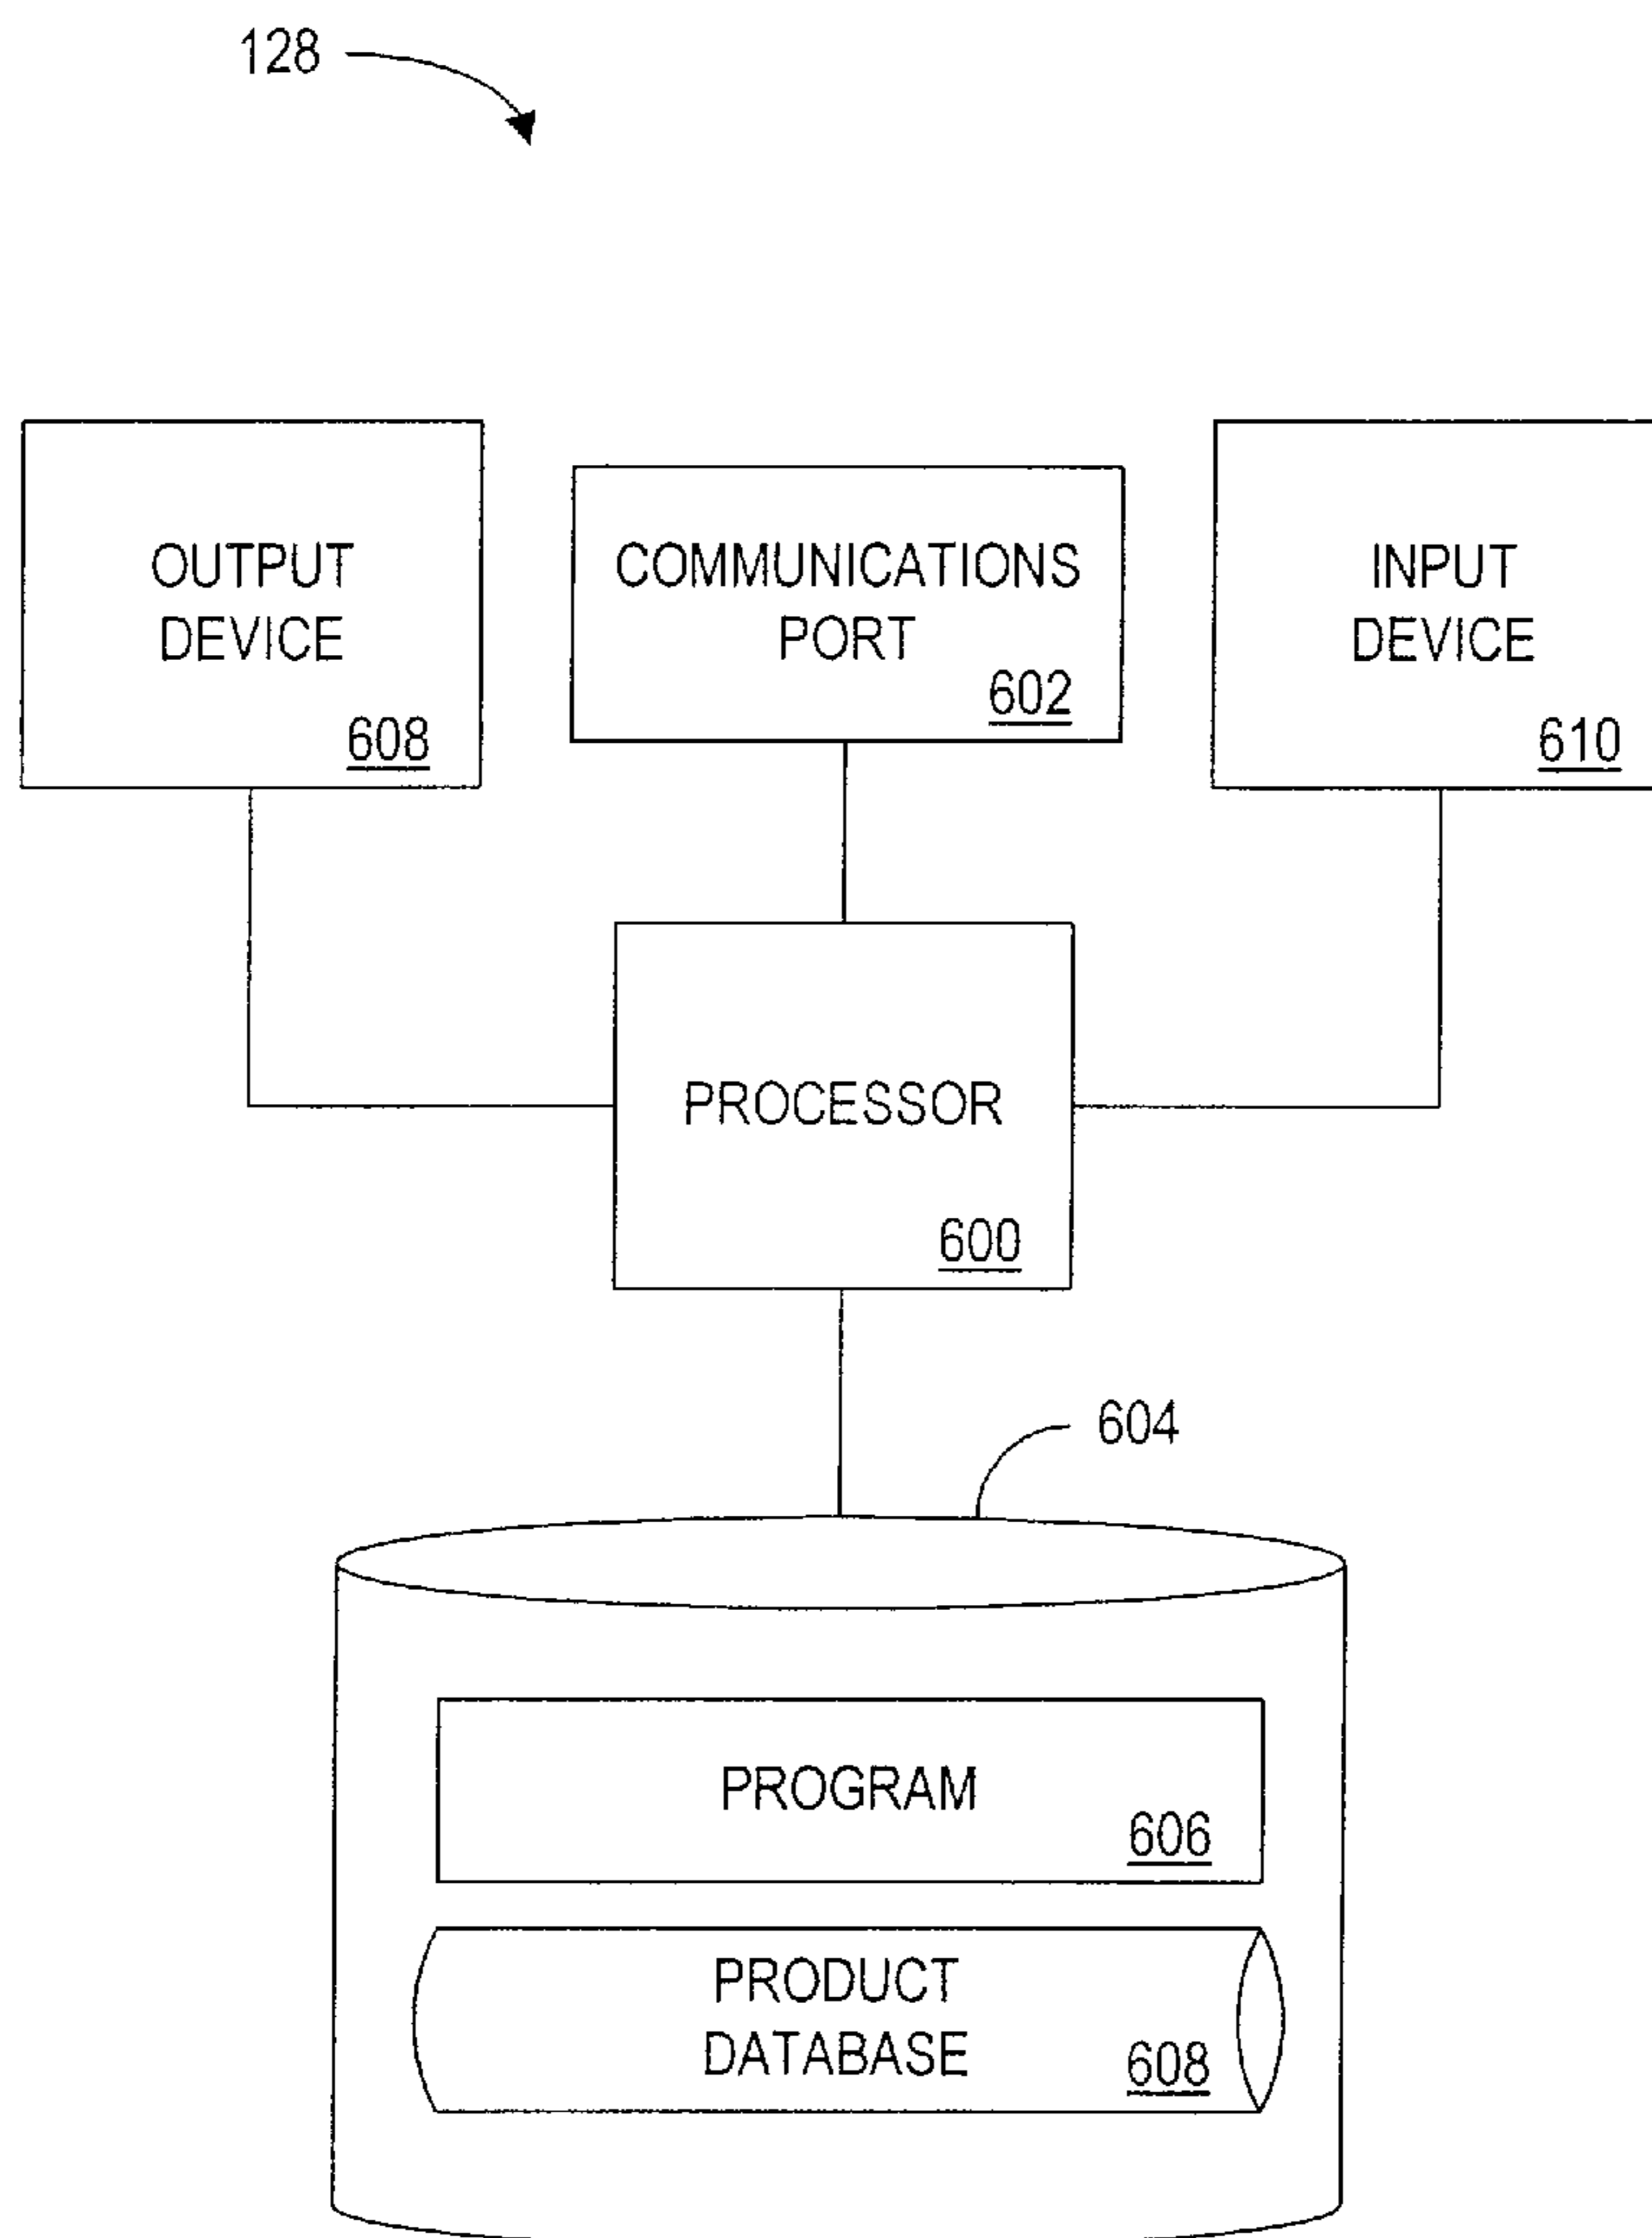 128
OUTPUT
DEVICE
608
COMMUNICATIONS
PORT
602
INPUT
DEVICE
610
PROCESSOR
600
604
PROGRAM
606
PRODUCT
DATABASE
608